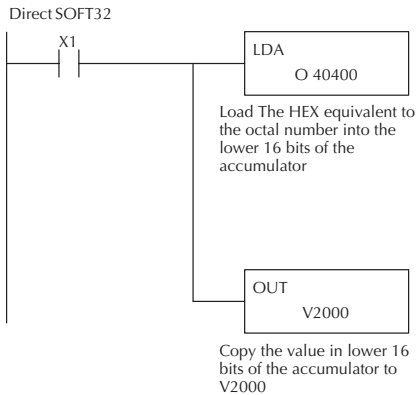 Direct SOFT32
X1
LDA
O 40400
Load The HEX equivalent to
the octal number into the
lower 16 bits of the
accumulator
OUT
V2000
Copy the value in lower 16
bits of the accumulator to
V2000